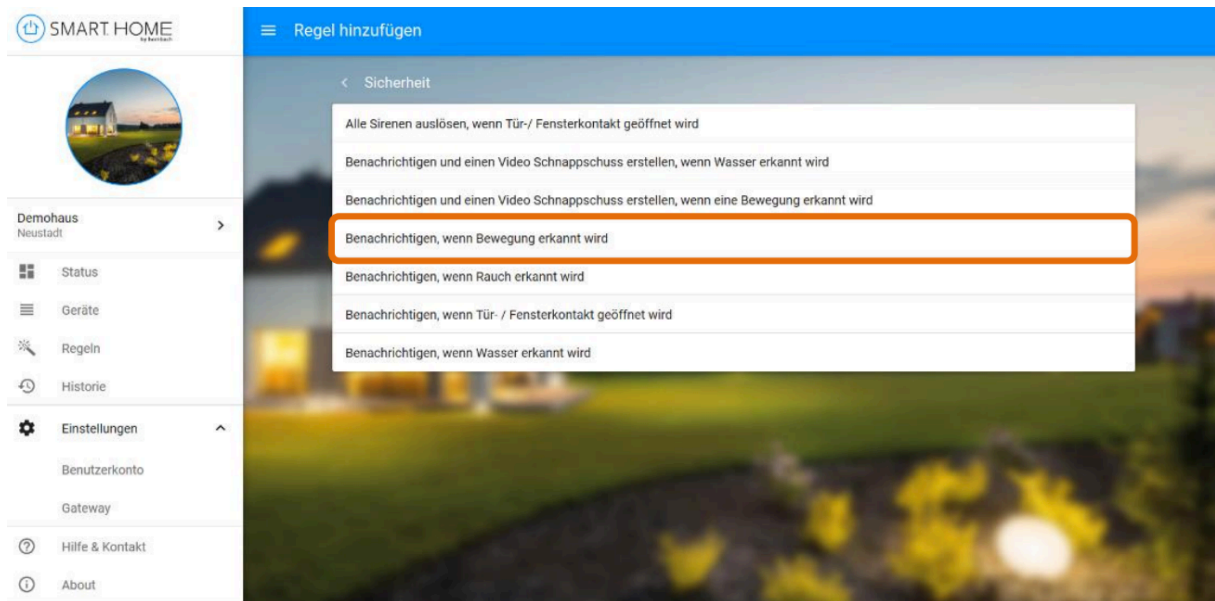 SMART HOME
by Reinbach
Regel hinzufügen
Sicherheit
Alle Sirenen auslösen, wenn Tür-/ Fensterkontakt geöffnet wird
Benachrichtigen und einen Video Schnappschuss erstellen, wenn Wasser erkannt wird
Benachrichtigen und einen Video Schnappschuss erstellen, wenn eine Bewegung erkannt wird
Benachrichtigen, wenn Bewegung erkannt wird
Benachrichtigen, wenn Rauch erkannt wird
Benachrichtigen, wenn Tür- / Fensterkontakt geöffnet wird
Benachrichtigen, wenn Wasser erkannt wird
Demohaus
Neustadt
Status
Geräte
Regeln
Historie
Einstellungen
Benutzerkonto
Gateway
Hilfe & Kontakt
About